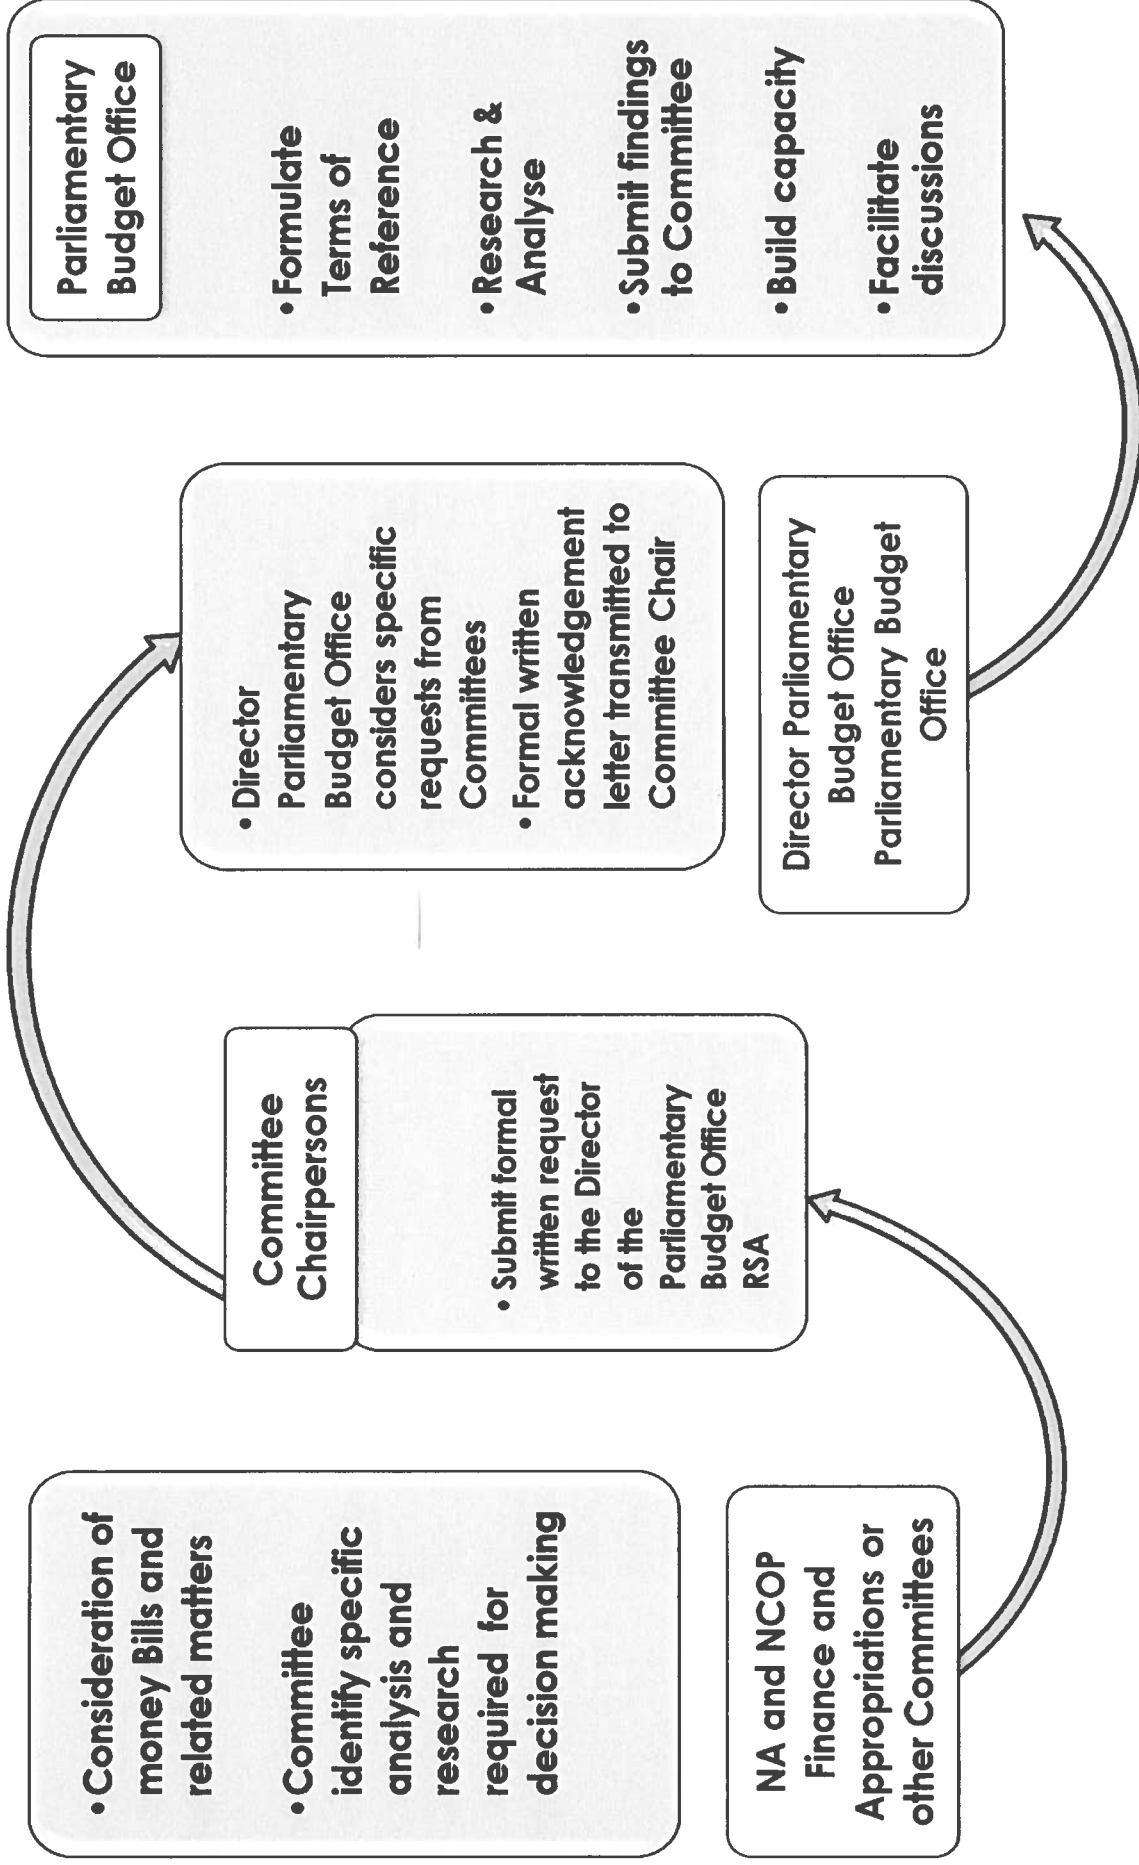 • Consideration of
money Bills and
related matters
• Committee
identify specific
analysis and
research
required for
decision making
NA and NCOP
Finance and
Appropriations or
other Committees
Committee
Chairpersons
• Submit formal
written request
to the Director
of the
Parliamentary
Budget Office
RSA
• Director
Parliamentary
Budget Office
considers specific
requests from
Committees
• Formal written
acknowledgement
letter transmitted to
Committee Chair
Director Parliamentary
Budget Office
Parliamentary Budget
Office
Parliamentary
Budget Office
• Formulate
Terms of
Reference
• Research &
Analyse
• Submit findings
to Committee
• Build capacity
• Facilitate
discussions